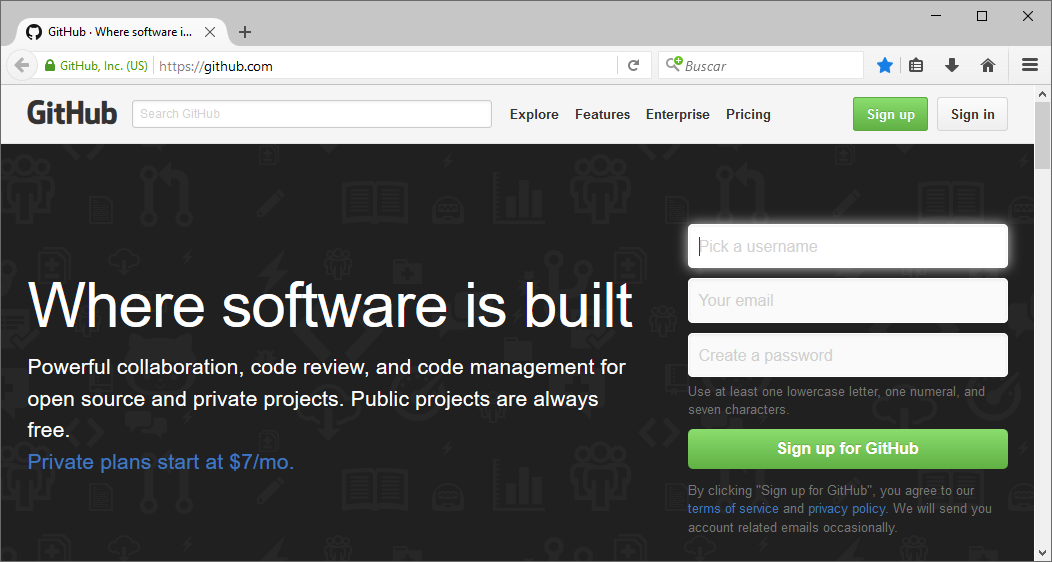 GitHub · Where software i...
GitHub, Inc. (US)
https://github.com
Buscar
GitHub
Search GitHub
Explore
Features
Enterprise
Pricing
Sign up
Sign in
Where software is built
Powerful collaboration, code review, and code management for
open source and private projects. Public projects are always
free.
Private plans start at $7/mo.
Pick a username
Your email
Create a password
Use at least one lowercase letter, one numeral, and
seven characters.
Sign up for GitHub
By clicking "Sign up for GitHub", you agree to our
terms of service and privacy policy. We will send you
account related emails occasionally.